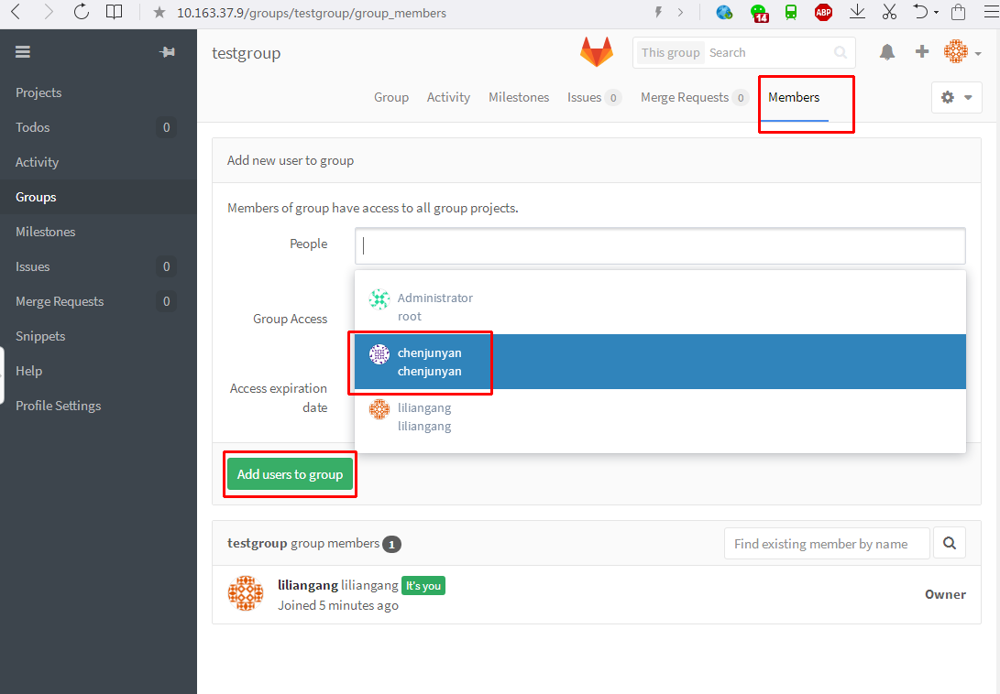 10.163.37.9/groups/testgroup/group_members
14
ABP
testgroup
This group Search
Group Activity Milestones Issues 0 Merge Requests 0 Members
Projects
Todos 0
Activity
Groups
Milestones
Issues 0
Merge Requests 0
Snippets
Help
Profile Settings
Add new user to group
Members of group have access to all group projects.
People
Administrator
root
Group Access
chenjunyan
chenjunyan
Access expiration
date
liliangang
liliangang
Add users to group
testgroup group members 1
Find existing member by name
liliangang liliangang It's you
Joined 5 minutes ago
Owner